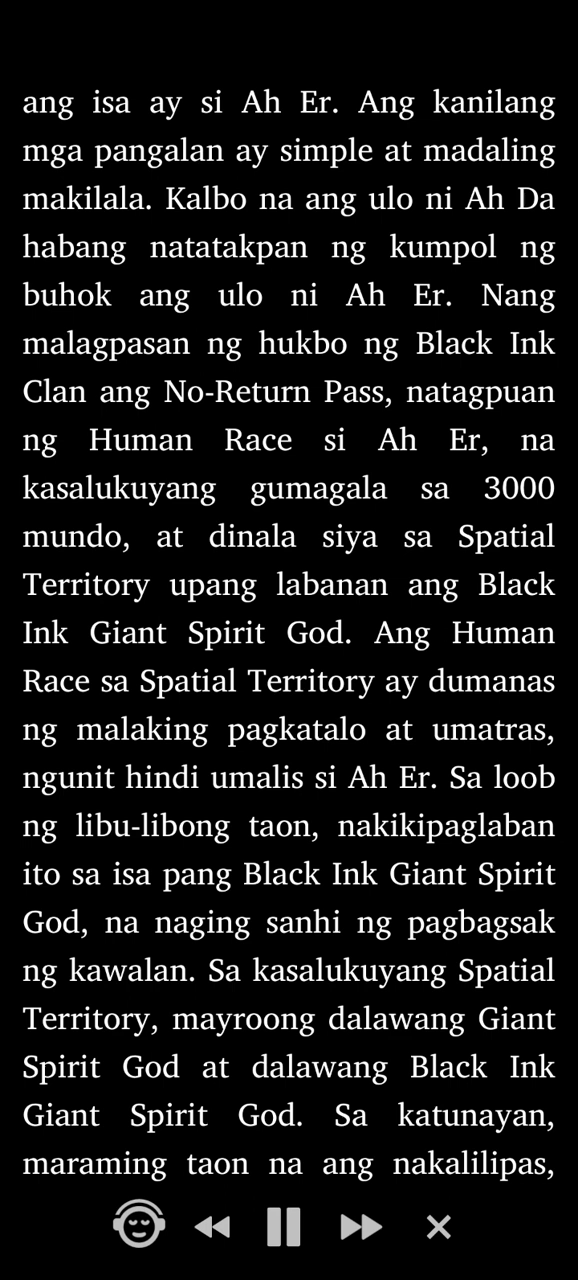 ang isa ay si Ah Er. Ang kanilang
mga pangalan ay simple at madaling
makilala. Kalbo na ang ulo ni Ah Da
habang natatakpan ng kumpol ng
buhok ang ulo ni Ah Er. Nang
malagpasan ng hukbo ng Black Ink
Clan ang No-Return Pass, natagpuan
ng Human Race si Ah Er, na
kasalukuyang gumagala sa 3000
mundo, at dinala siya sa Spatial
Territory upang labanan ang Black
Ink Giant Spirit God. Ang Human
Race sa Spatial Territory ay dumanas
ng malaking pagkatalo at umatras,
ngunit hindi umalis si Ah Er. Sa loob
ng libu-libong taon, nakikipaglaban
ito sa isa pang Black Ink Giant Spirit
God, na naging sanhi ng pagbagsak
ng kawalan. Sa kasalukuyang Spatial
Territory, mayroong dalawang Giant
Spirit God at dalawang Black Ink
Giant Spirit God. Sa katunayan,
maraming taon na ang nakalilipas,